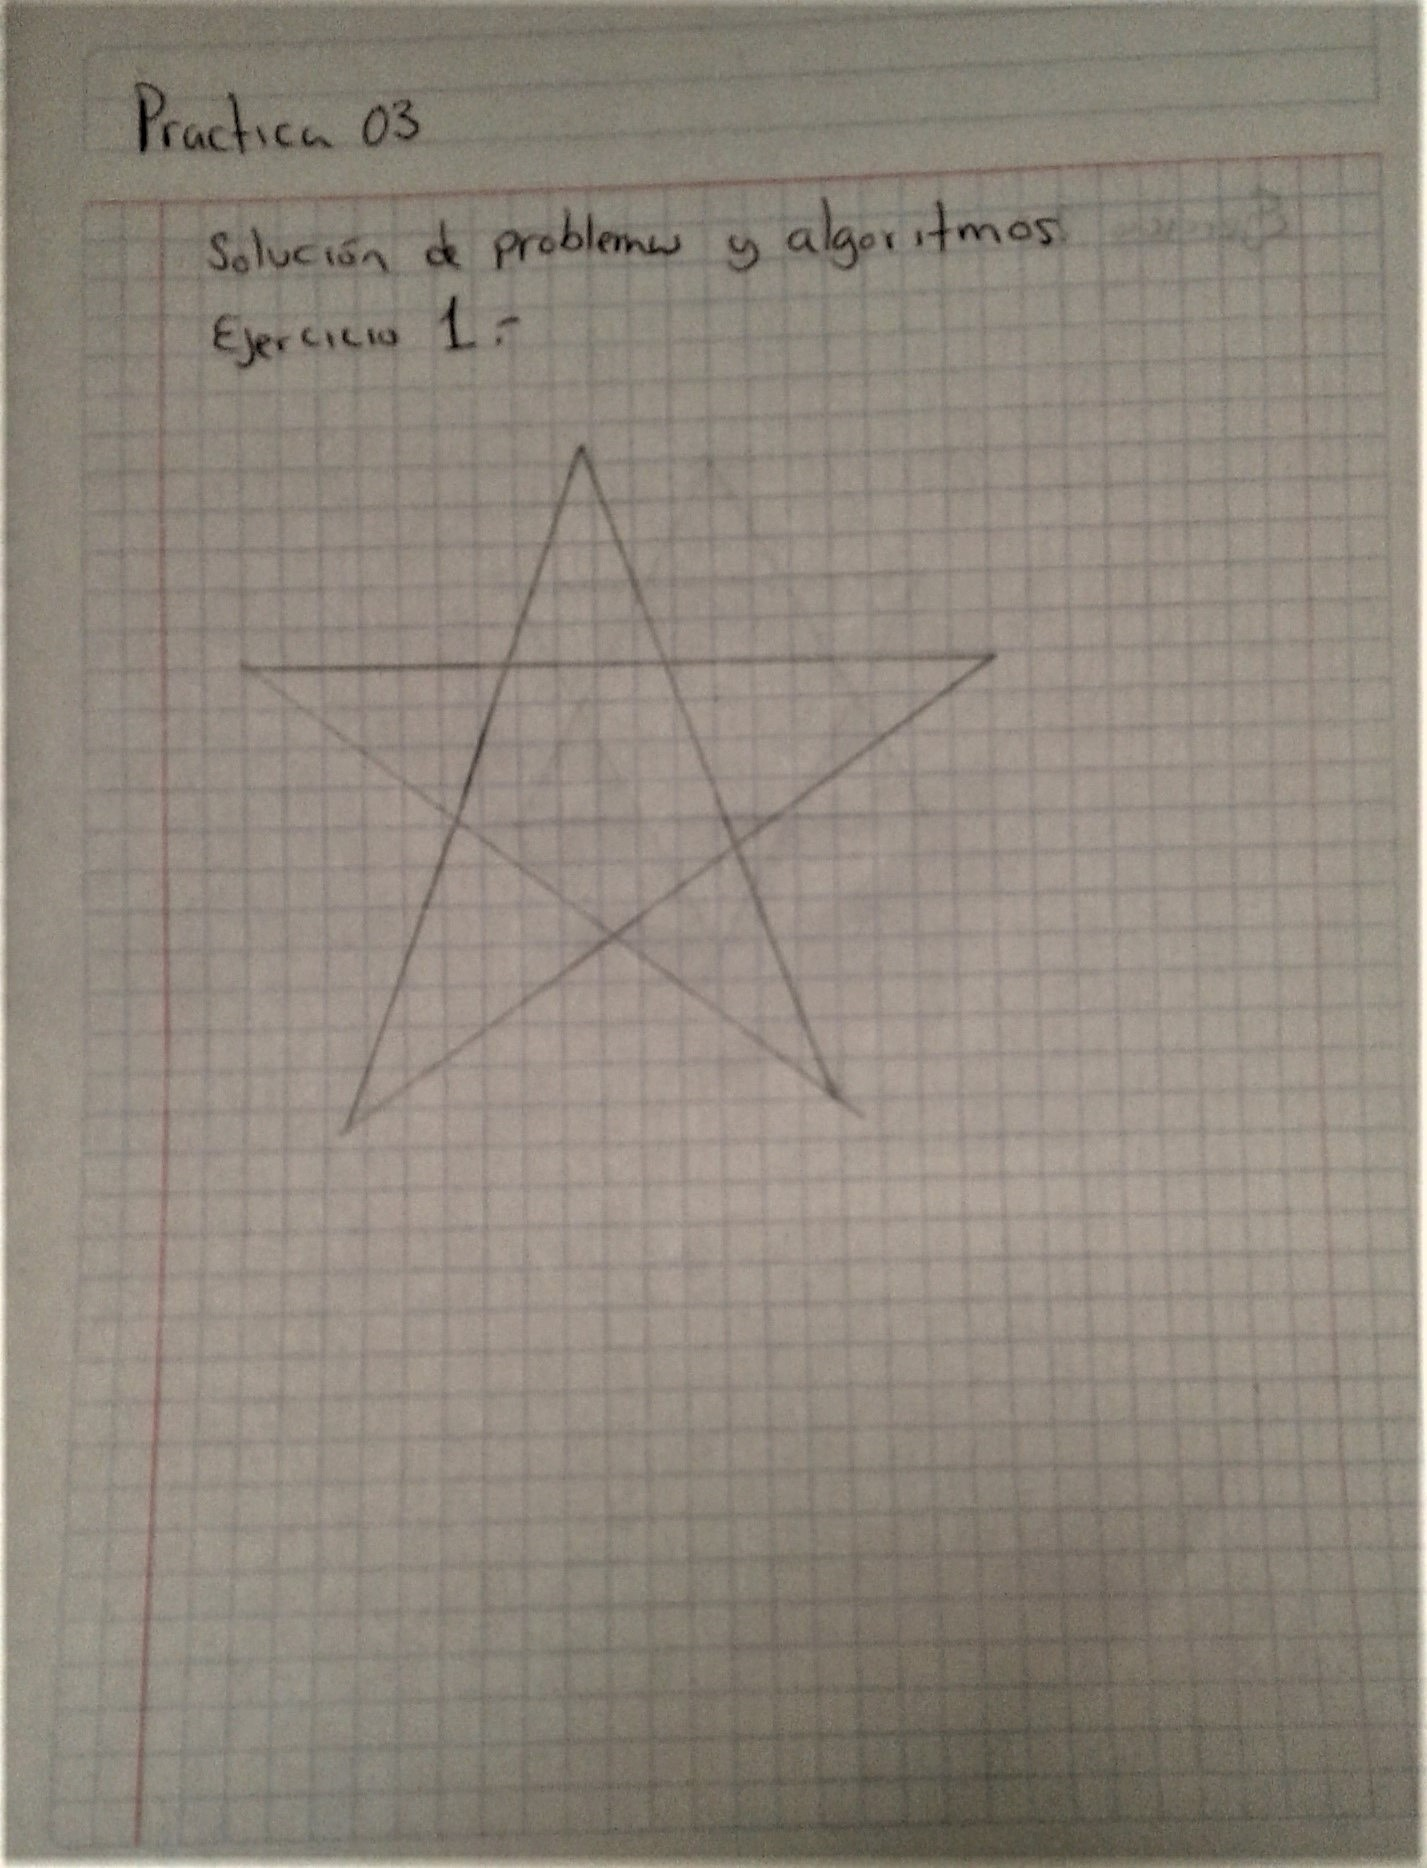 Practica 03
Solución de problemas y algoritmos
Ejercicio 1.-